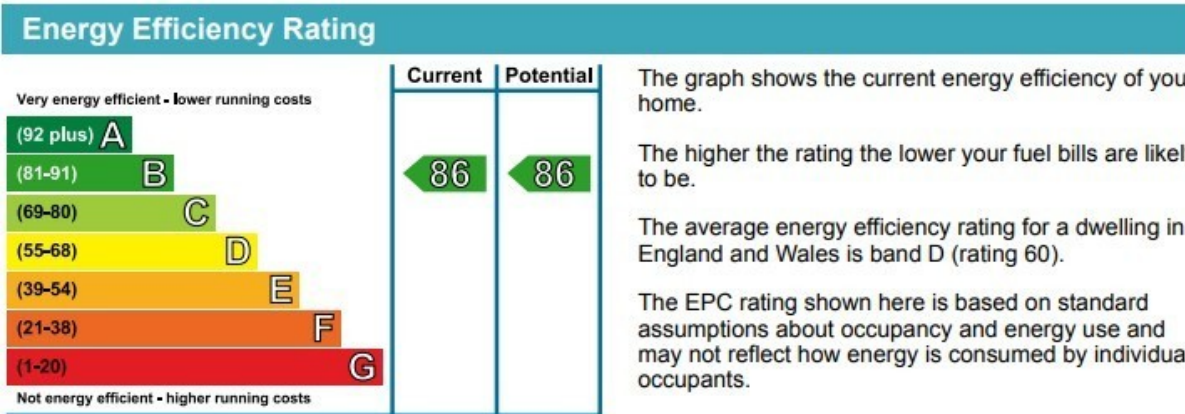 Energy Efficiency Rating
Current Potential
Very energy efficient - lower running costs
(92 plus) A
(81-91) B
86 86
(69-80) C
(55-68) D
(39-54) E
(21-38) F
(1-20) G
Not energy efficient - higher running costs
The graph shows the current energy efficiency of you
home.
The higher the rating the lower your fuel bills are likel
to be.
The average energy efficiency rating for a dwelling in
England and Wales is band D (rating 60).
The EPC rating shown here is based on standard
assumptions about occupancy and energy use and
may not reflect how energy is consumed by individua
occupants.